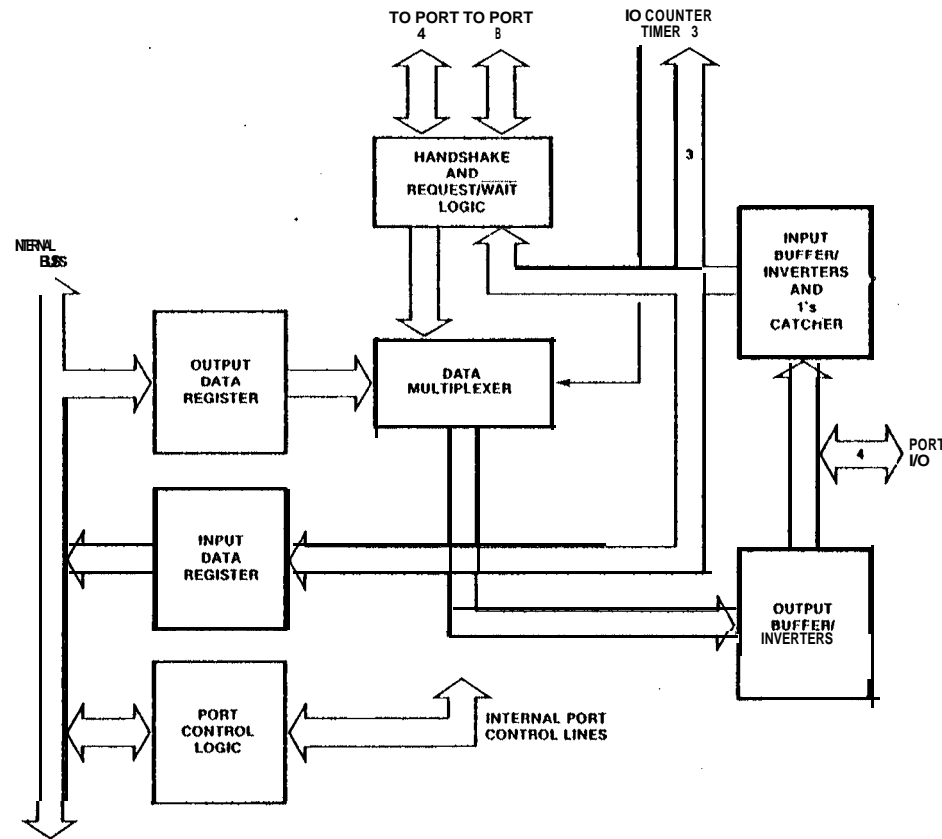 TO PORT TO PORT
4 B
IO COUNTER
TIMER 3
HANDSHAKE
AND
REQUEST/WAIT
LOGIC
3
INPUT
BUFFER/
INVERTERS
AND
1's
CATCHER
NTERNAL
BUSS
OUTPUT
DATA
REGISTER
DATA
MULTIPLEXER
4
PORT
I/O
INPUT
DATA
REGISTER
OUTPUT
BUFFER/
INVERTERS
PORT
CONTROL
LOGIC
INTERNAL PORT
CONTROL LINES